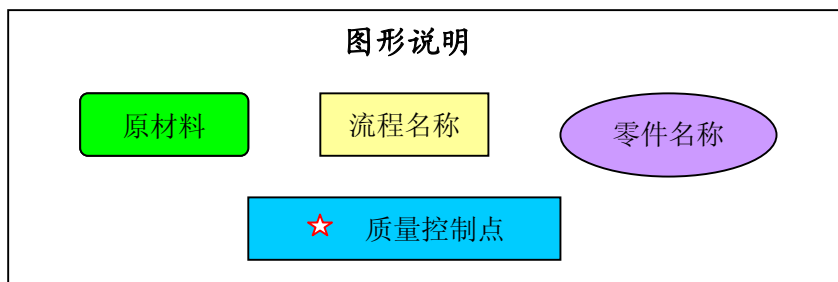 图形说明
原材料
流程名称
零件名称
质量控制点